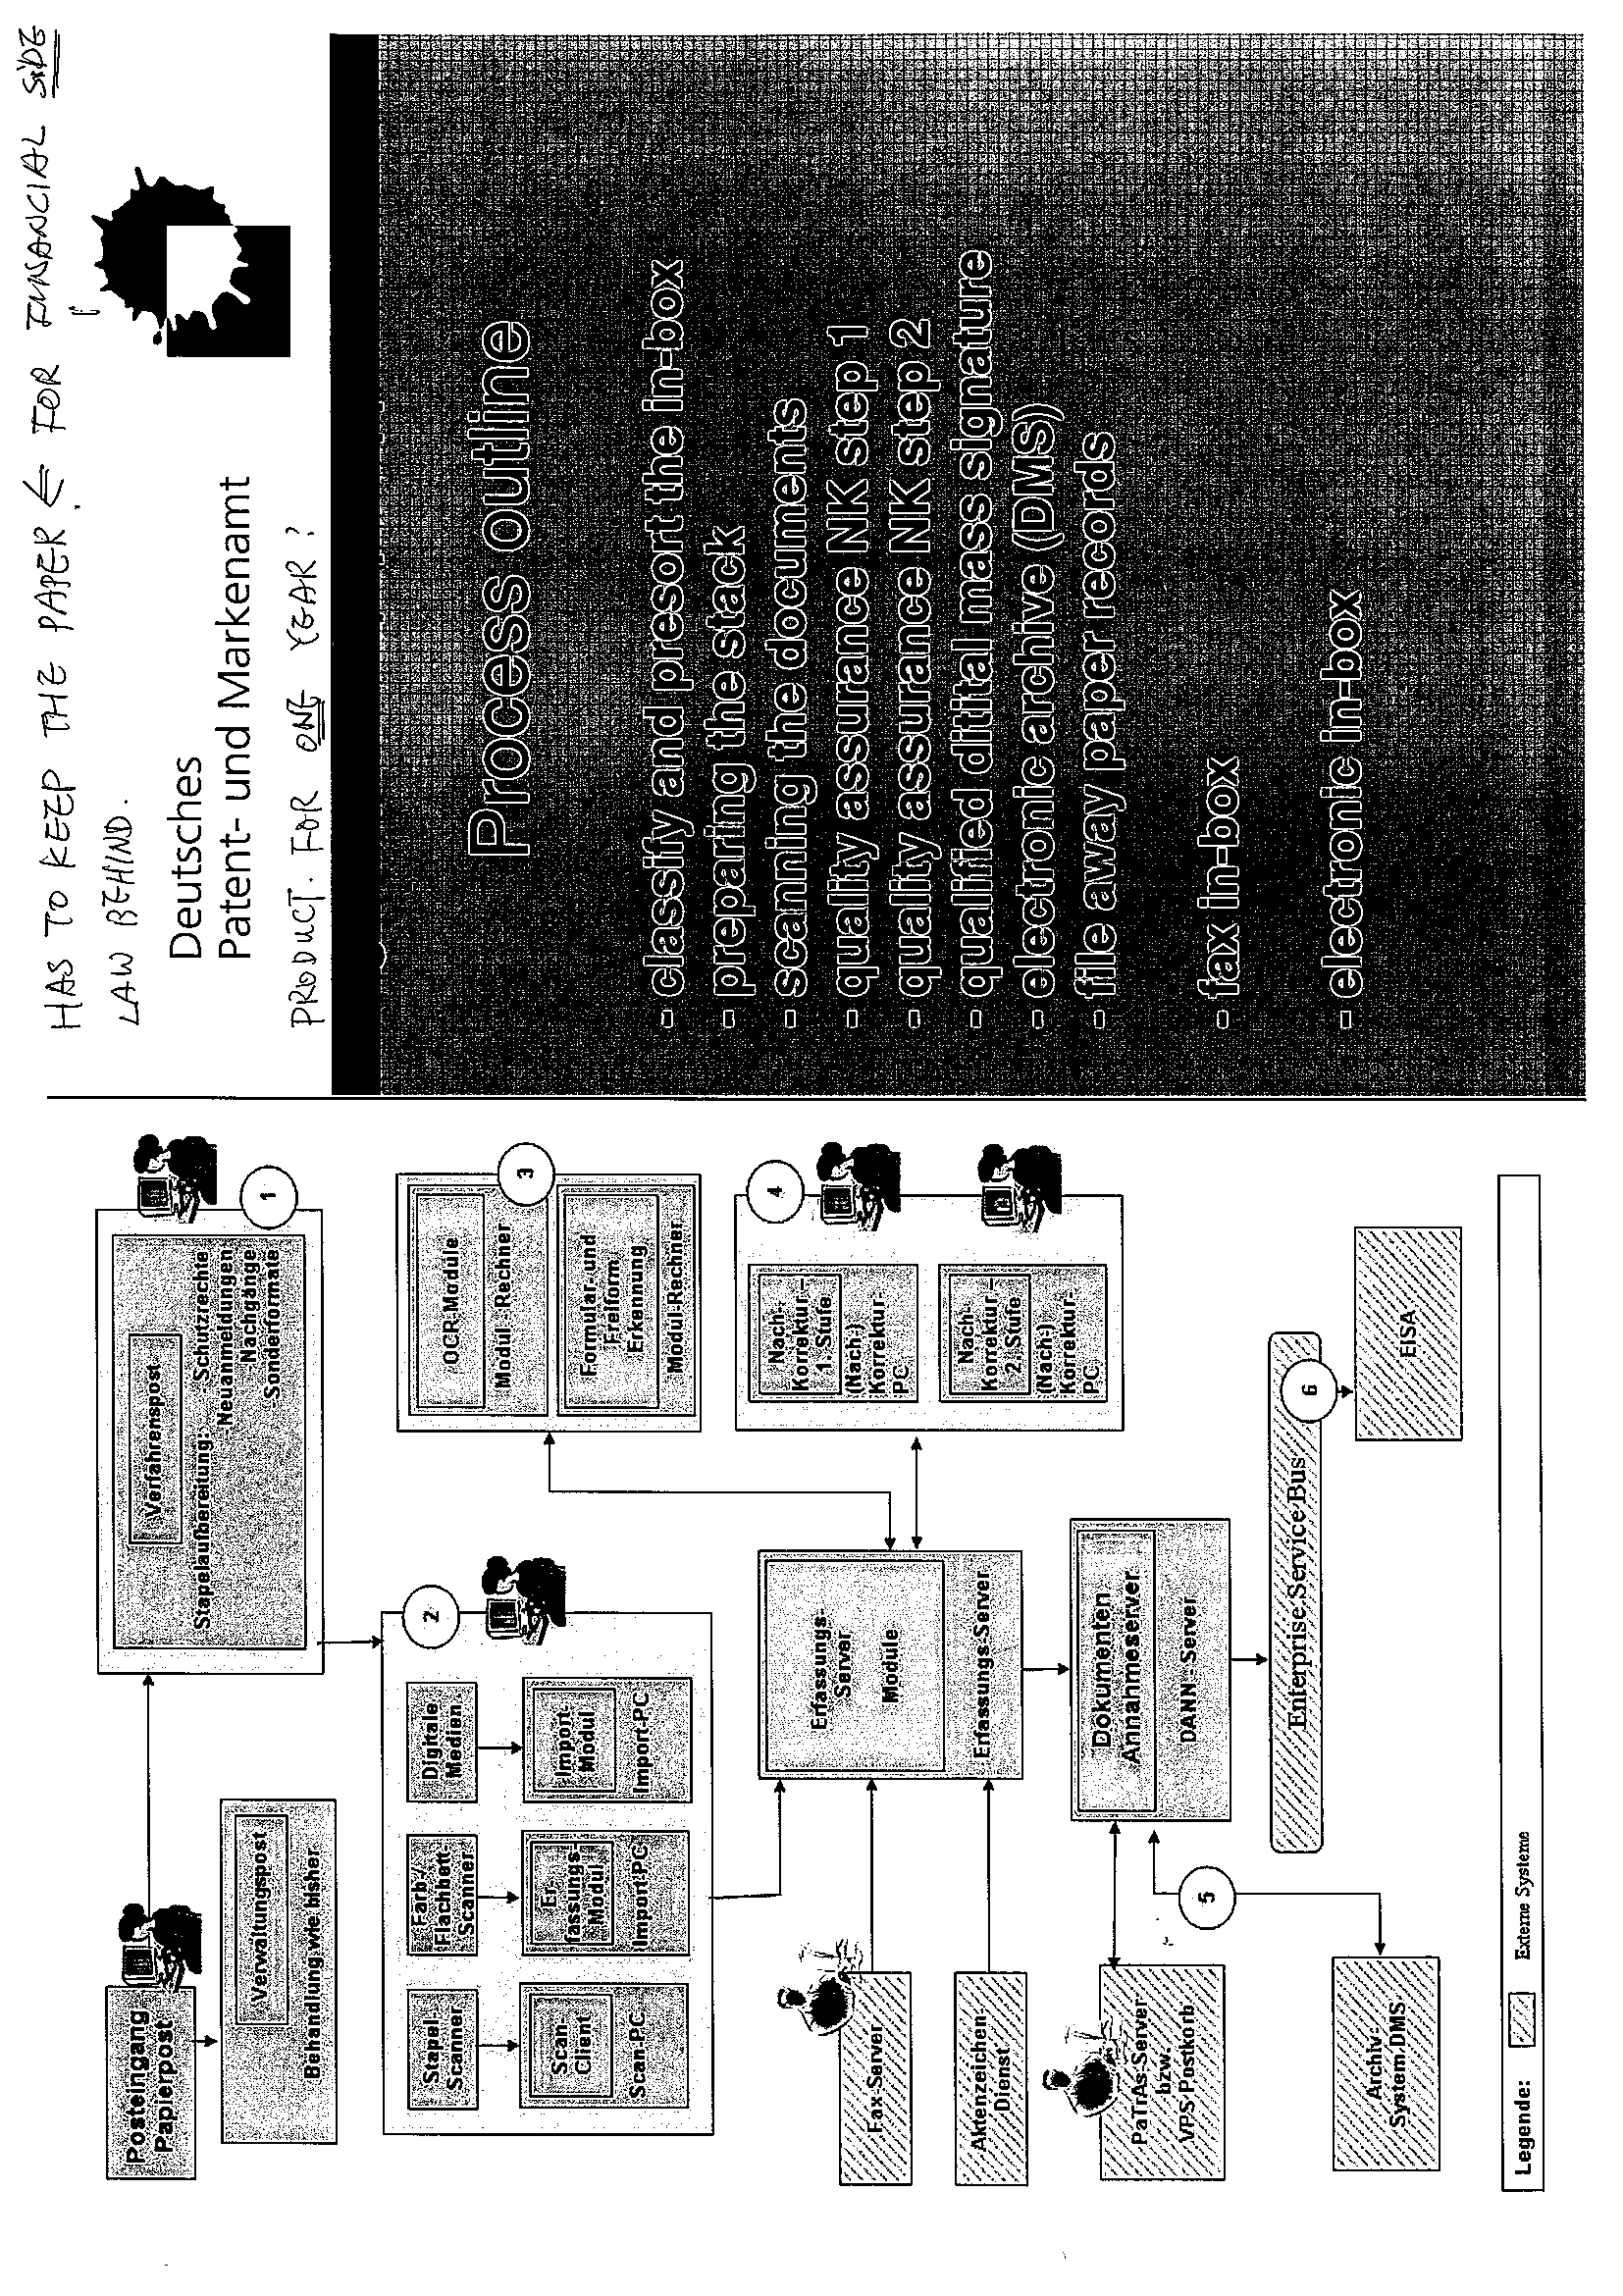 HAS TO KEEP THE PAPER ← FOR FINANCIAL SIDE
LAW BEHIND.
Deutsches
Patent- und Markenamt
PRODUCT. FOR ONE YEAR?
Process outline
- classify and presort the in-box
- preparing the stack
- scanning the documents
- quality assurance NK step 1
- quality assurance NK step 2
- qualified ditital mass signature
- electronic archive (DMS)
- file away paper records
- fax in-box
- electronic in-box
Posteingang
Papierpost
Verwaltungspost
Behandlung wie bisher
Verfahrenspost
Stapelaufbereitung: - Schutzrechte
-Neuanmeldungen
Nachgänge
-Sonderformate
1
2
Stapel-
Scanner
Scan-
Client
Scan-PC
Farb-/
Flachbett-
Scanner
Er-
fassungs-
Modul
Import-PC
Digitale
Medien
Import-
Modul
Import-PC
3
OCR-Module
Modul -Rechner
Formular- und
Freiform
Erkennung
Modul-Rechner
4
Nach-
Korrektur –
1. Stufe
(Nach-)
Korrektur-
PC
Nach-
Korrektur –
2. Stufe
(Nach-)
Korrektur-
PC
Erfassungs-
Server
Module
Erfassungs-Server
Fax-Server
Akenzeichen-
Dienst
Dokumenten
Annahmeserver
DANN -Server
PaTrAs-Server
bzw.
VPS Postkorb
5
Archiv-
System DMS
Enterprise Service Bus
6
EISA
Legende:
Externe Systeme